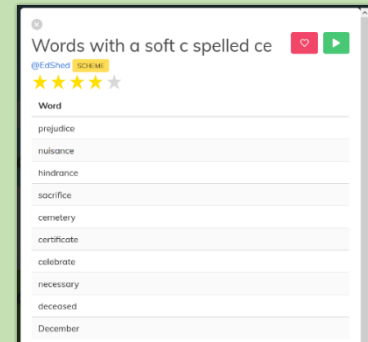 Words with a soft c spelled ce
@EdShed SCHEME
Word
prejudice
nuisance
hindrance
sacrifice
cemetery
certificate
celebrate
necessary
deceased
December